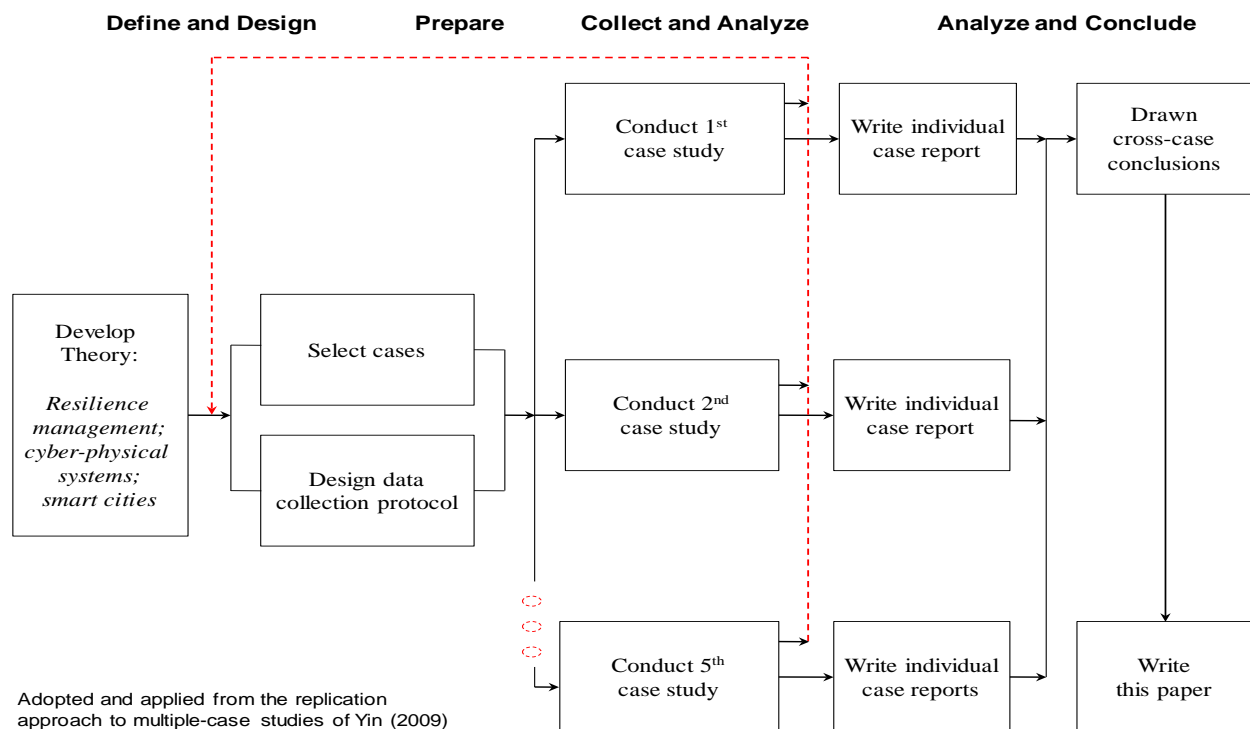 Define and Design
Prepare
Collect and Analyze
Analyze and Conclude
Develop
Theory:
Resilience
management;
cyber-physical
systems;
smart cities
Select cases
Design data
collection protocol
Conduct 1st
case study
Write individual
case report
Drawn
cross-case
conclusions
Conduct 2nd
case study
Write individual
case report
Conduct 5th
case study
Write individual
case reports
Write
this paper
Adopted and applied from the replication
approach to multiple-case studies of Yin (2009)